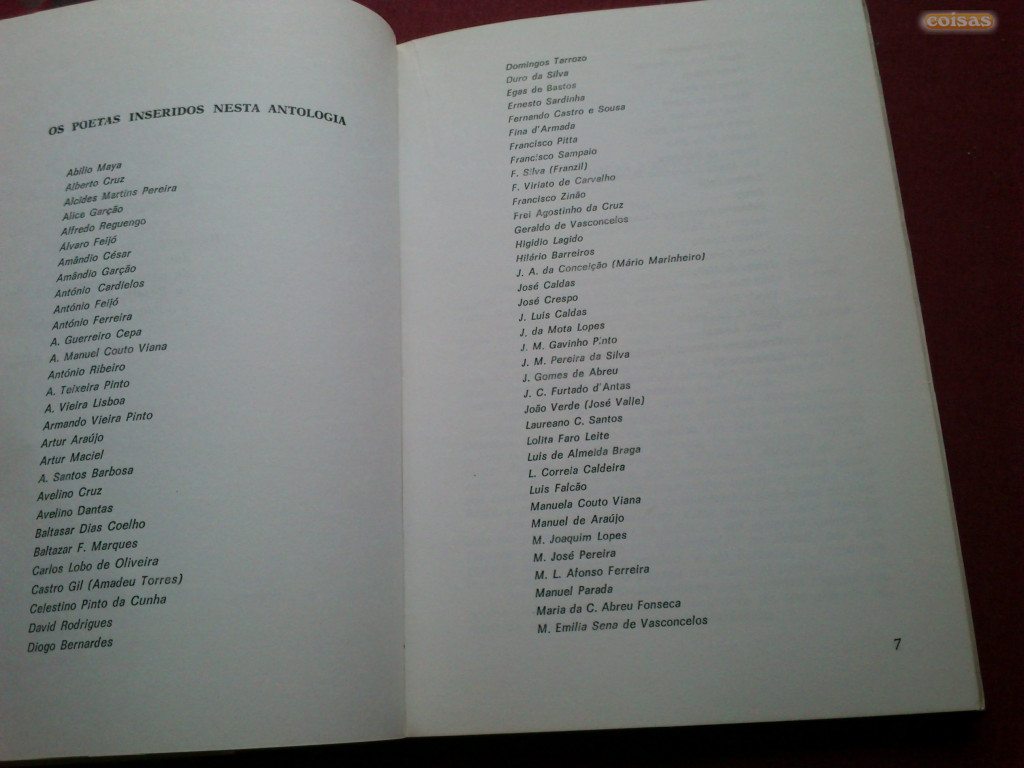 OS POETAS INSERIDOS NESTA ANTOLOGIA
Abílio Maya
Alberto Cruz
Alcides Martins Pereira
Alice Garção
Alfredo Reguengo
Álvaro Feijó
Amândio César
Amândio Garção
António Cardielos
António Feijó
António Ferreira
A. Guerreiro Cepa
A. Manuel Couto Viana
António Ribeiro
A. Teixeira Pinto
A. Vieira Lisboa
Armando Vieira Pinto
Artur Araújo
Artur Maciel
A. Santos Barbosa
Avelino Cruz
Avelino Dantas
Baltasar Dias Coelho
Baltazar F. Marques
Carlos Lobo de Oliveira
Castro Gil (Amadeu Torres)
Celestino Pinto da Cunha
David Rodrigues
Diogo Bernardes
Domingos Tarrozo
Duro da Silva
Egas de Bastos
Ernesto Sardinha
Fernando Castro e Sousa
Fina d'Armada
Francisco Pitta
Francisco Sampaio
F. Silva (Franzil)
F. Viriato de Carvalho
Francisco Zinão
Frei Agostinho da Cruz
Geraldo de Vasconcelos
Higídio Lagido
Hilário Barreiros
J. A. da Conceição (Mário Marinheiro)
José Caldas
José Crespo
J. Luis Caldas
J. da Mota Lopes
J. M. Gavinho Pinto
J. M. Pereira da Silva
J. Gomes de Abreu
J. C. Furtado d'Antas
João Verde (José Valle)
Laureano C. Santos
Lolita Faro Leite
Luis de Almeida Braga
L. Correia Caldeira
Luis Falcão
Manuela Couto Viana
Manuel de Araújo
M. Joaquim Lopes
M. José Pereira
M. L. Afonso Ferreira
Manuel Parada
Maria da C. Abreu Fonseca
M. Emília Sena de Vasconcelos
7
coisas